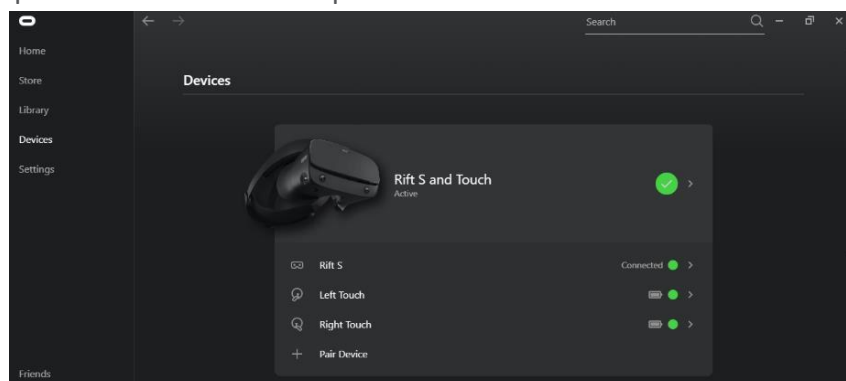 Search
Home
Store
Devices
Library
Devices
Settings
Rift S and Touch
Active
Rift S
Connected
Left Touch
Right Touch
Pair Device
Friends